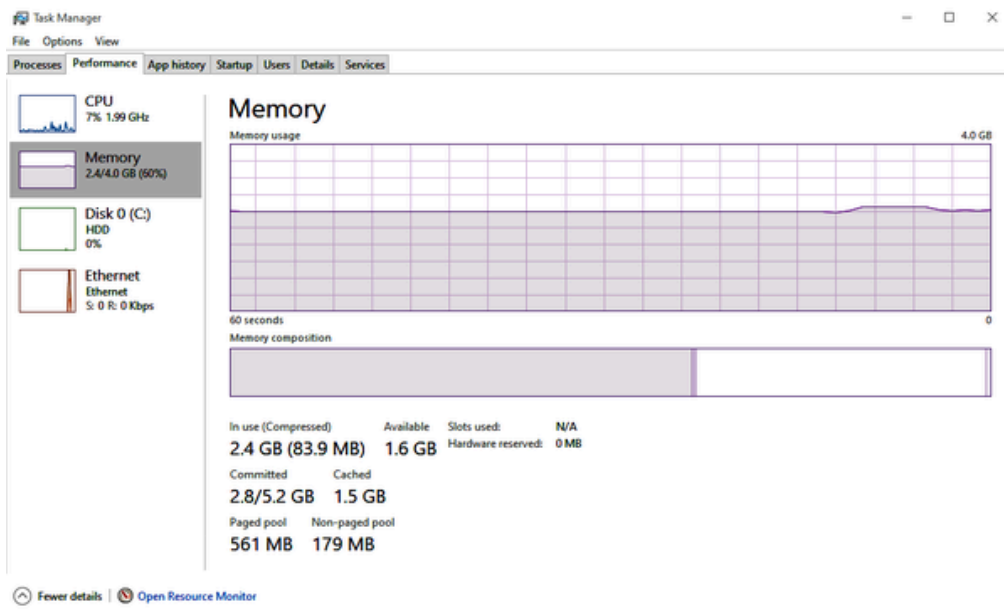 Task Manager
File Options View
Processes Performance App history Startup Users Details Services
CPU
7% 1.99 GHz
Memory
2.4/4.0 GB (60%)
Disk 0 (C:)
HDD
0%
Ethernet
Ethernet
S: 0 R: 0 Kbps
Memory
Memory usage 4.0 GB
60 seconds 0
Memory composition
In use (Compressed) Available Slots used: N/A
2.4 GB (83.9 MB) 1.6 GB Hardware reserved: 0 MB
Committed Cached
2.8/5.2 GB 1.5 GB
Paged pool Non-paged pool
561 MB 179 MB
Fewer details Open Resource Monitor